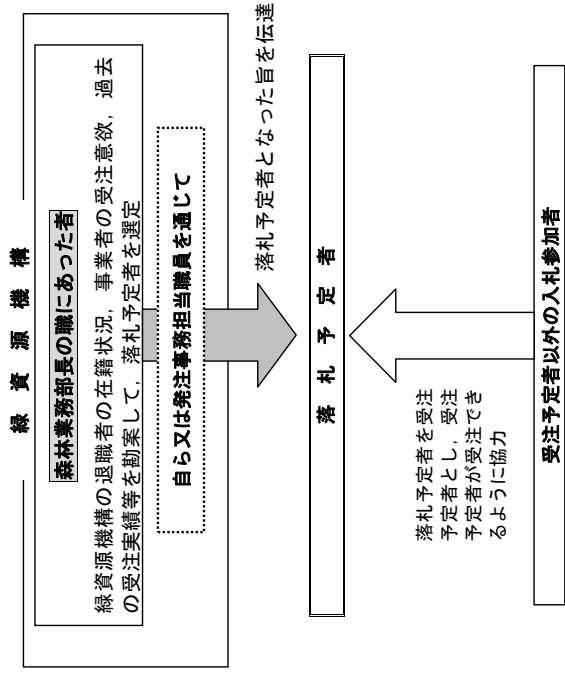 緑資源機構
森林業務部長の職にあった者
緑資源機構の退職者の在籍状況，事業者の受注意欲，過去
の受注実績等を勘案して，落札予定者を選定
自ら又は発注事務担当職員を通じて
落札予定者となった旨を伝達
落札予定者
落札予定者を受注
予定者とし，受注
予定者が受注でき
るように協力
受注予定者以外の入札参加者